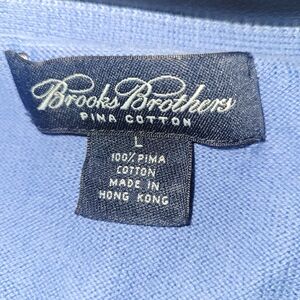 Brooks Brothers
PIMA COTTON
L
100% PIMA
COTTON
MADE IN
HONG KONG